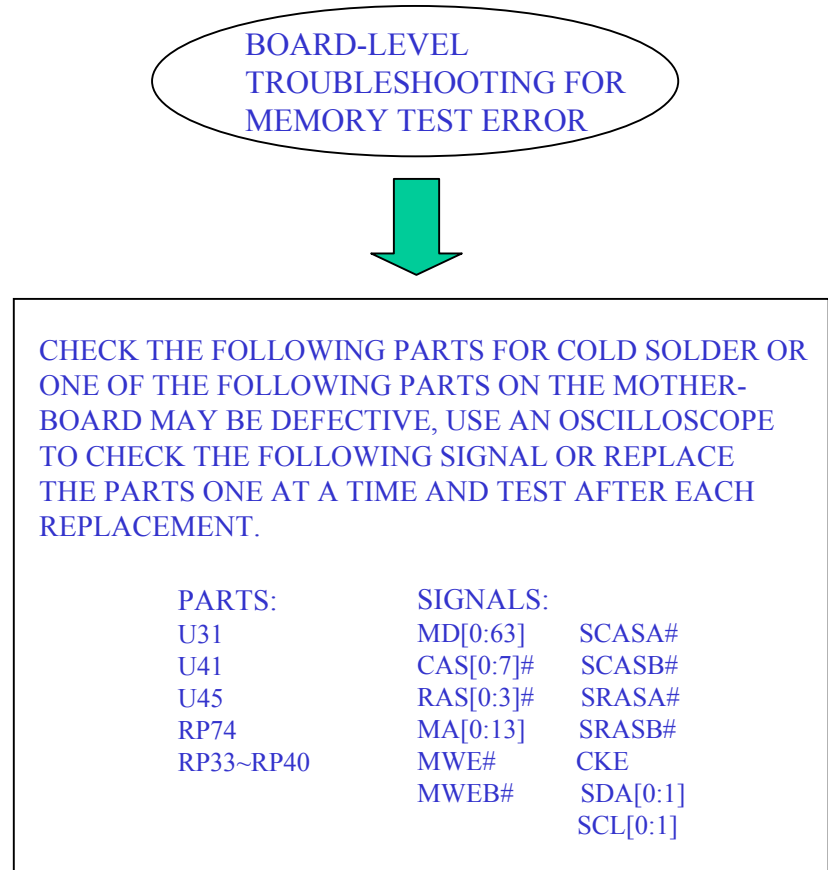 BOARD-LEVEL
TROUBLESHOOTING FOR
MEMORY TEST ERROR
CHECK THE FOLLOWING PARTS FOR COLD SOLDER OR
ONE OF THE FOLLOWING PARTS ON THE MOTHER-
BOARD MAY BE DEFECTIVE, USE AN OSCILLOSCOPE
TO CHECK THE FOLLOWING SIGNAL OR REPLACE
THE PARTS ONE AT A TIME AND TEST AFTER EACH
REPLACEMENT.
PARTS:
U31
U41
U45
RP74
RP33~RP40
SIGNALS:
MD[0:63]
CAS[0:7]#
RAS[0:3]#
MA[0:13]
MWE#
MWEB#
SCASA#
SCASB#
SRASA#
SRASB#
CKE
SDA[0:1]
SCL[0:1]